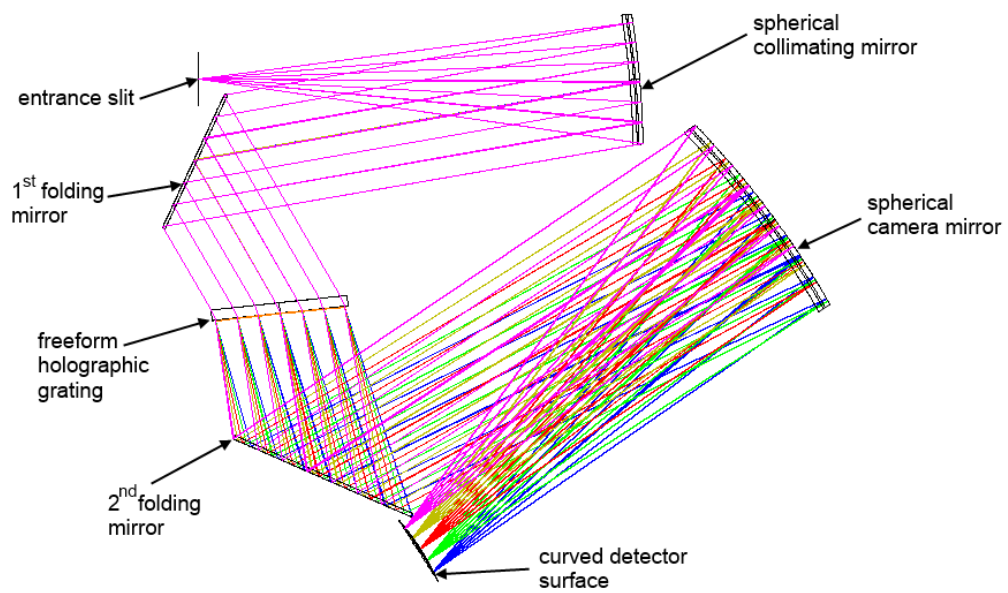 spherical
collimating mirror
entrance slit
1st folding
mirror
spherical
camera mirror
freeform
holographic
grating
2nd folding
mirror
curved detector
surface